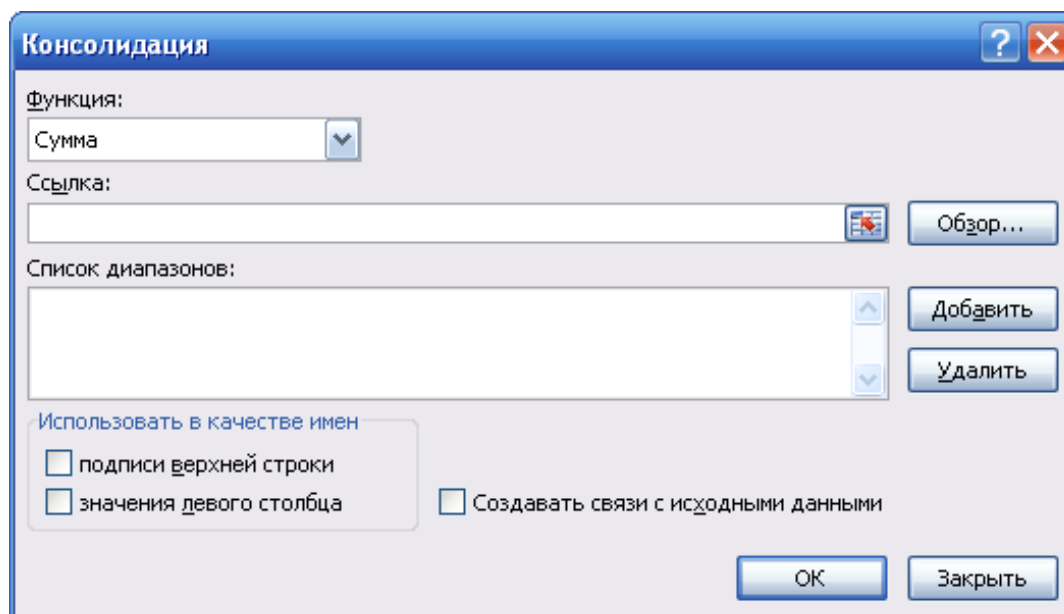 Консолидация
?
Функция:
Сумма
Ссылка:
Обзор...
Список диапазонов:
Добавить
Удалить
Использовать в качестве имен
подписи верхней строки
значения левого столбца
Создавать связи с исходными данными
ОК
Закрыть